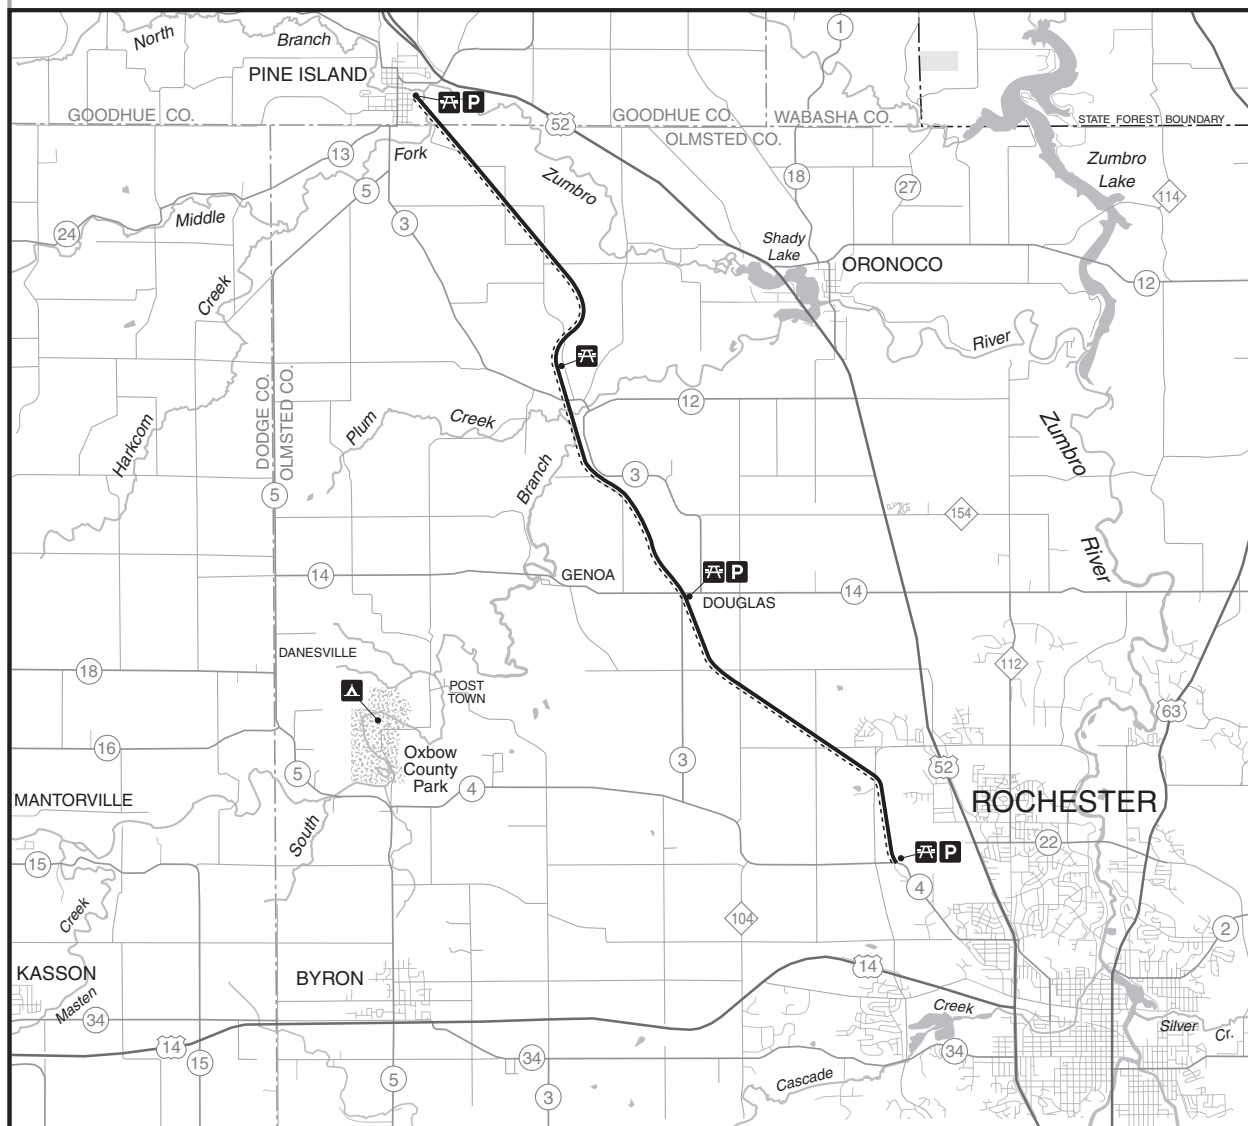 North
Branch
1
PINE ISLAND
P
GOODHUE CO.
52
GOODHUE CO.
WABASHA CO.
STATE FOREST BOUNDARY
OLMSTED CO.
13
Fork
5
Zumbro
18
27
Zumbro
Lake
114
24
Middle
3
Shady
Lake
ORONOCO
12
Creek
River
DODGE CO.
OLMSTED CO.
Harkcom
Plum
Creek
12
Zumbro
Branch
3
5
154
River
14
GENOA
P
DOUGLAS
14
DANESVILLE
112
18
POST
TOWN
63
16
Oxbow
County
Park
5
4
3
52
MANTORVILLE
ROCHESTER
South
22
15
P
4
Creek
104
2
KASSON
BYRON
14
Masten
34
Creek
Silver
Cr.
14
15
34
34
5
Cascade
3